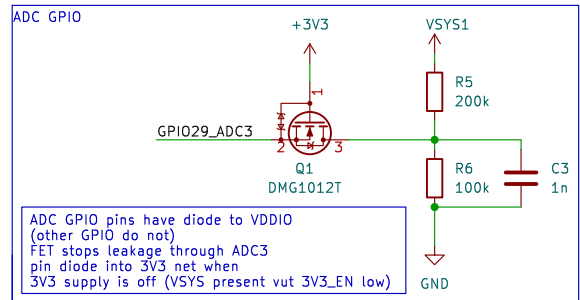 ADC GPIO
+3V3
VSYS1
1
R5
200k
GPIO29_ADC3
2
3
Q1
DMG1012T
R6
100k
C3
1n
GND
ADC GPIO pins have diode to VDDIO
(other GPIO do not)
FET stops leakage through ADC3
pin diode into 3V3 net when
3V3 supply is off (VSYS present vut 3V3_EN low)